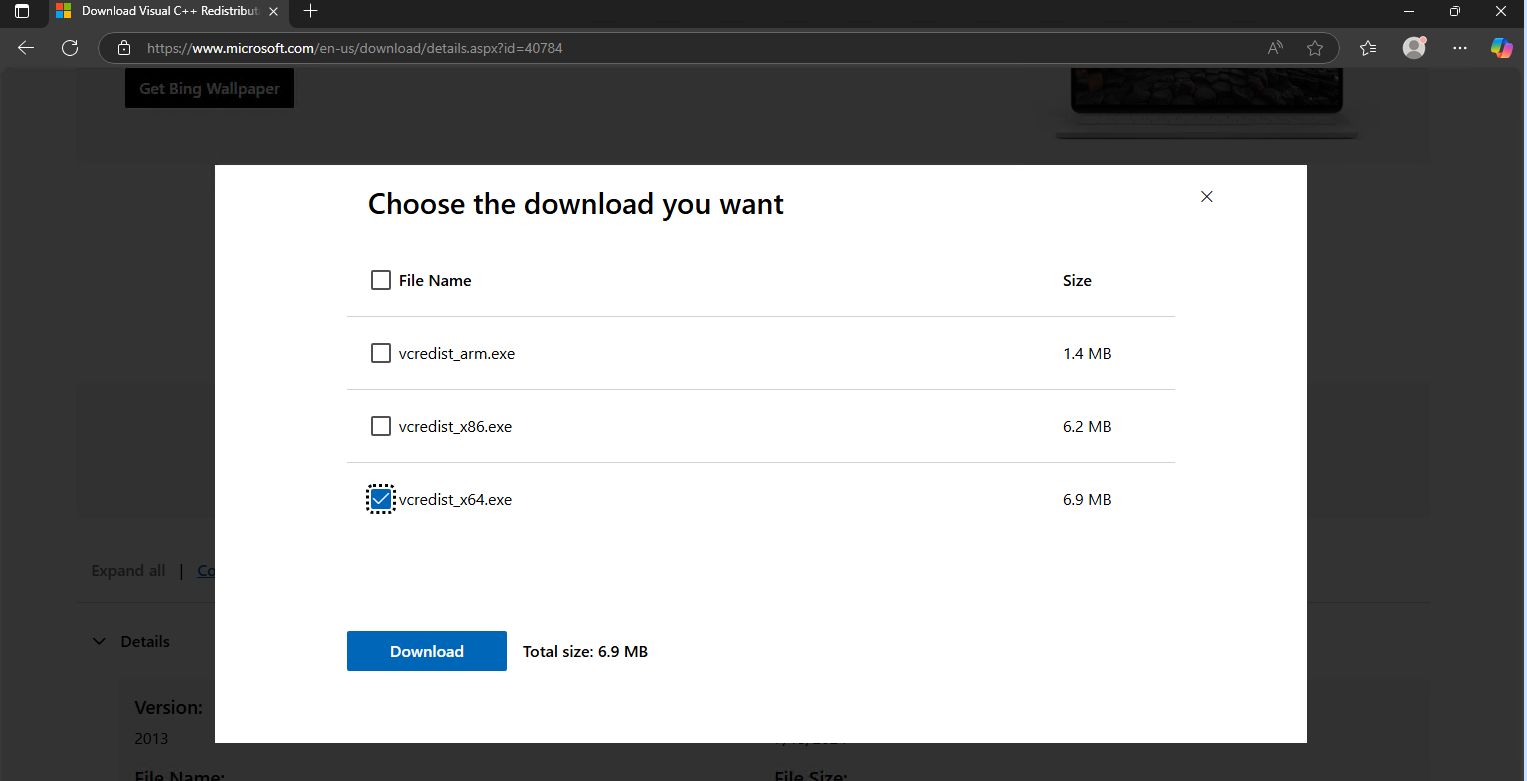 Download Visual C++ Redistribut
https://www.microsoft.com/en-us/download/details.aspx?id=40784
Get Bing Wallpaper
Choose the download you want
File Name Size
vcredist_arm.exe 1.4 MB
vcredist_x86.exe 6.2 MB
vcredist_x64.exe 6.9 MB
Expand all | Co
Details
Download Total size: 6.9 MB
Version:
2013
File Name: File Size: